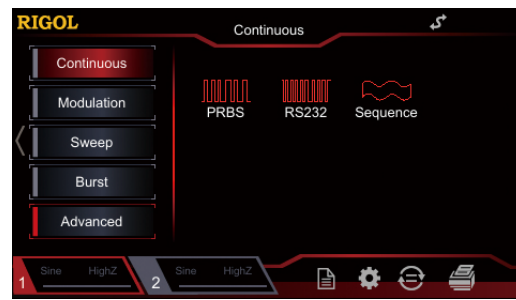 RIGOL
Continuous
Continuous
Modulation
Sweep
Burst
Advanced
PRBS RS232 Sequence
1 Sine HighZ
2 Sine HighZ